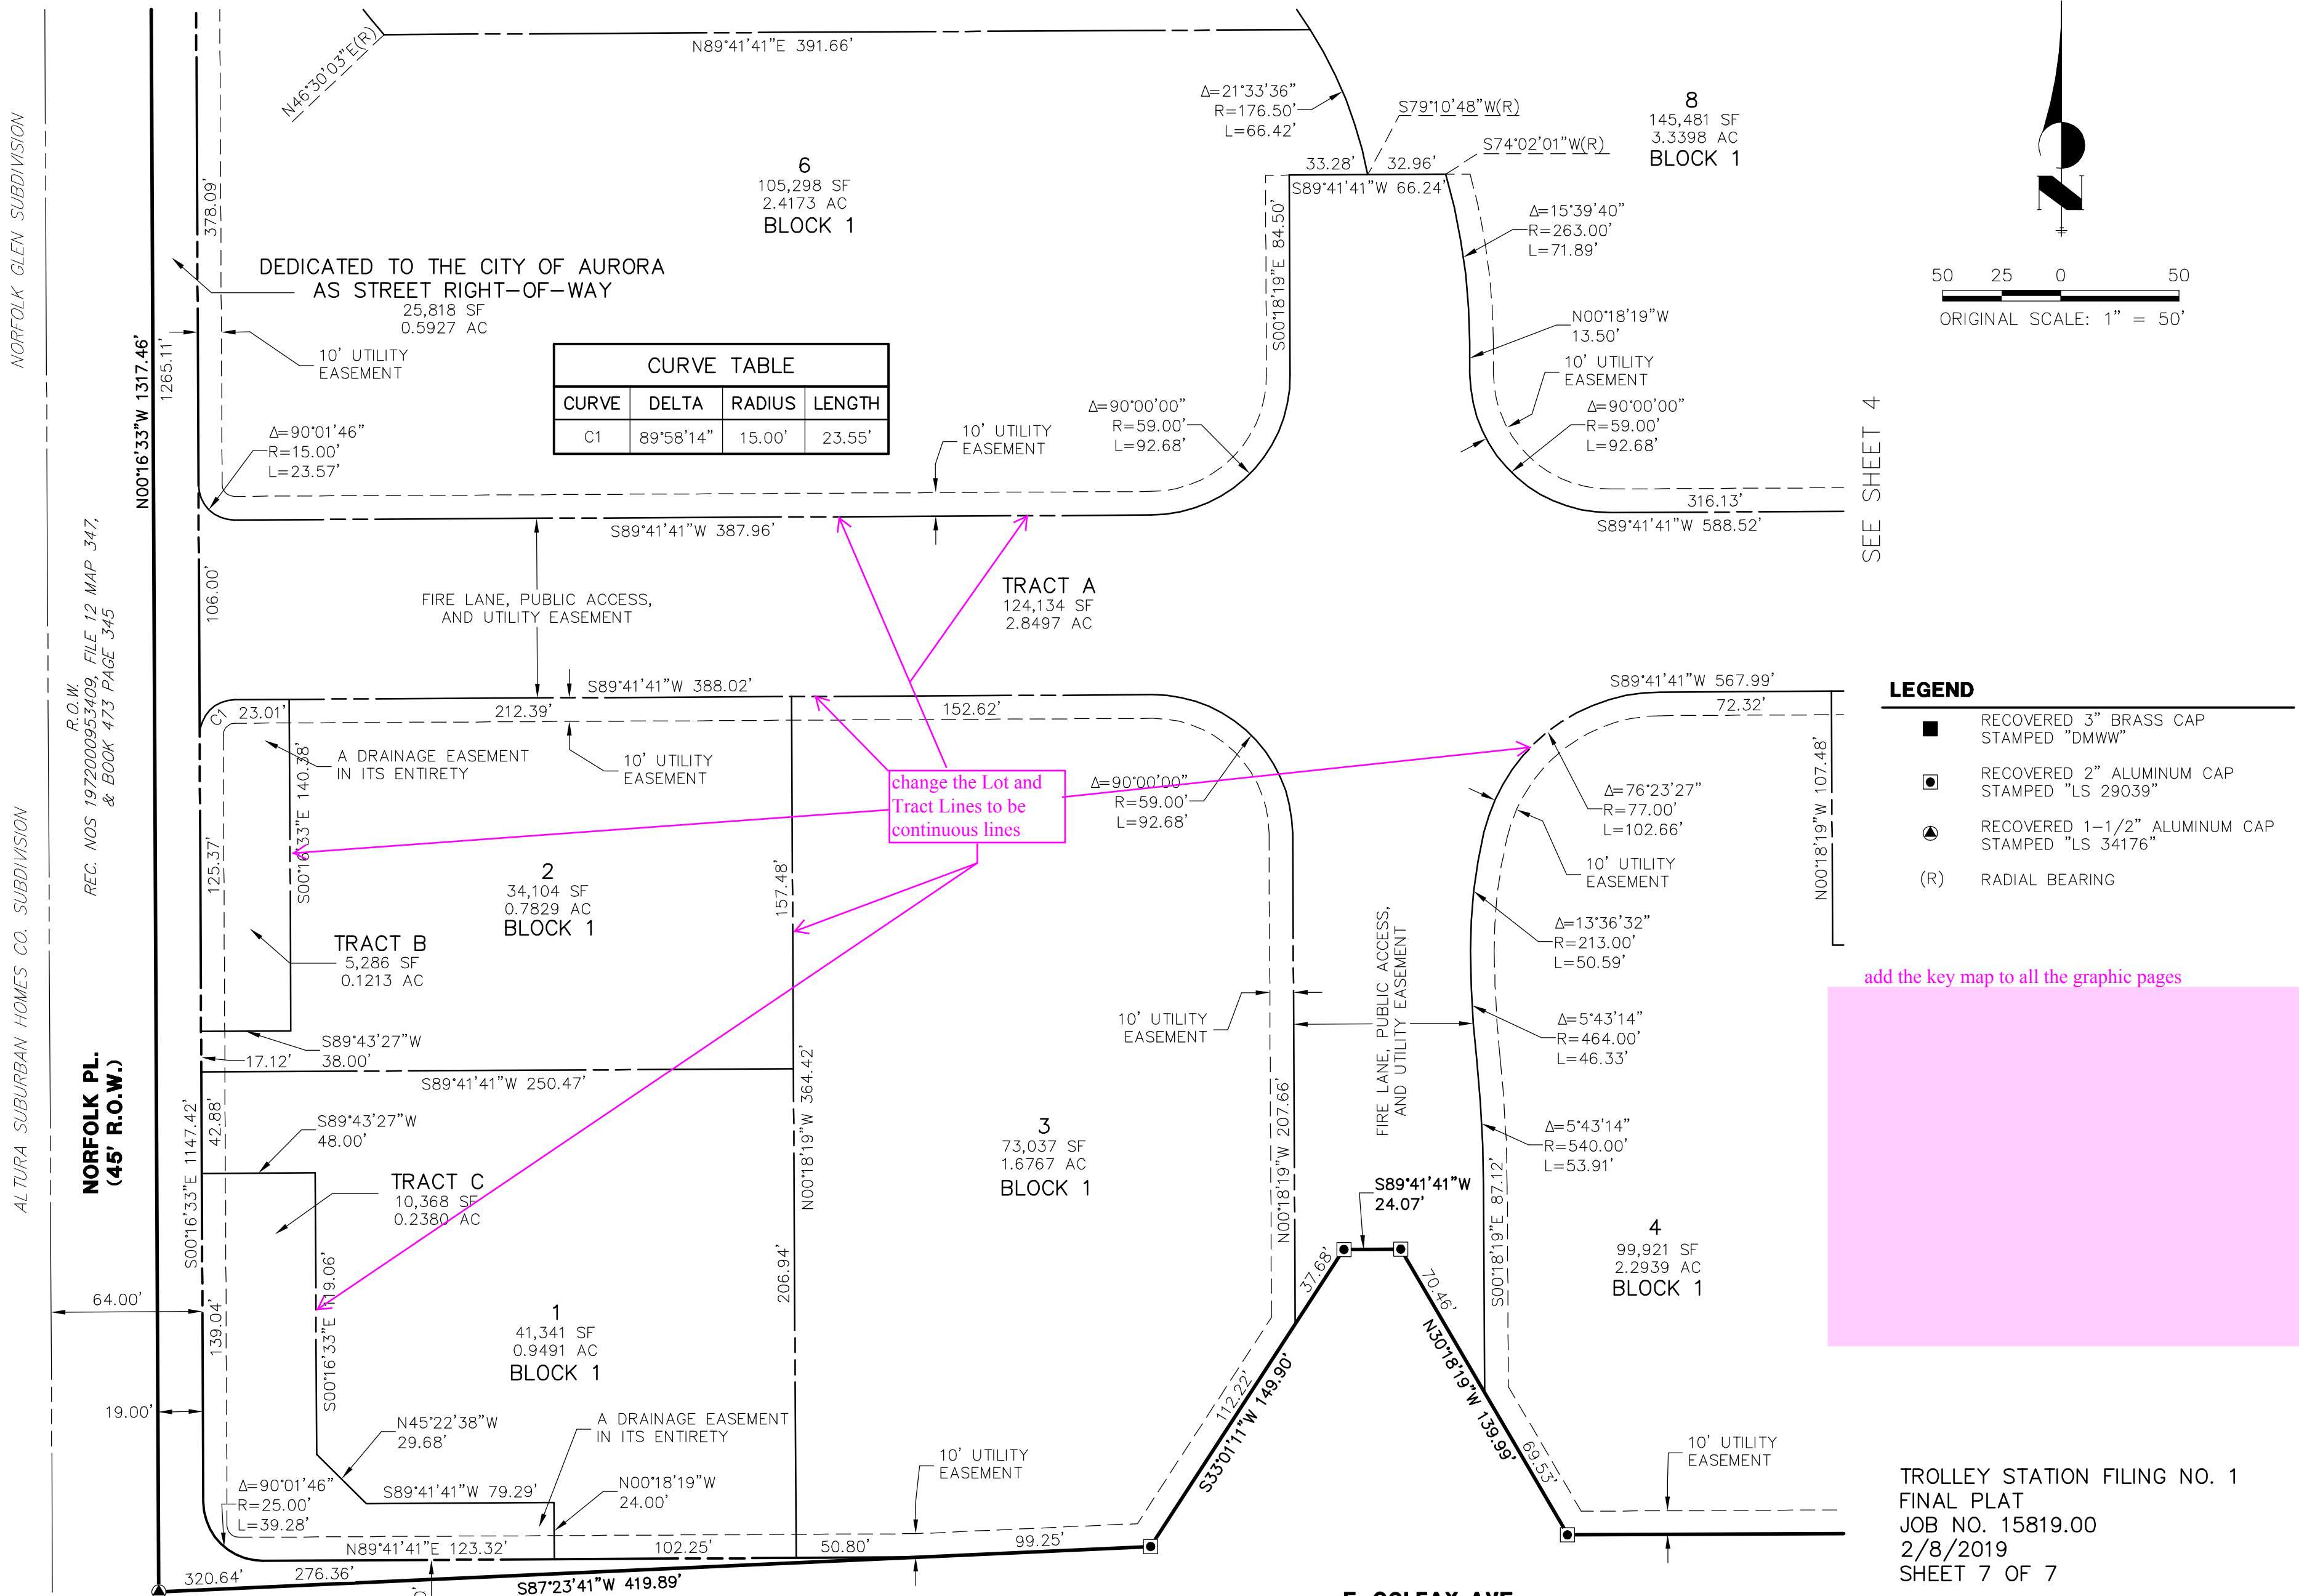 N46°30'03"E(R)
N89°41'41"E 391.66'
Δ=21°33'36"
R=176.50'
L=66.42'
S79°10'48"W(R)
S74°02'01"W(R)
33.28'
32.96'
S89°41'41"W 66.24'
8
145,481 SF
3.3398 AC
BLOCK 1
N
50 25 0 50
ORIGINAL SCALE: 1" = 50'
NORFOLK GLEN SUBDIVISION
378.09'
6
105,298 SF
2.4173 AC
BLOCK 1
DEDICATED TO THE CITY OF AURORA
AS STREET RIGHT-OF-WAY
25,818 SF
0.5927 AC
10' UTILITY
EASEMENT
N00°16'33"W 1317.46'
1265.11'
CURVE TABLE
CURVE DELTA RADIUS LENGTH
C1 89°58'14" 15.00' 23.55'
Δ=90°01'46"
R=15.00'
L=23.57'
S00°18'19"E 84.50'
Δ=15°39'40"
R=263.00'
L=71.89'
N00°18'19"W
13.50'
10' UTILITY
EASEMENT
Δ=90°00'00"
R=59.00'
L=92.68'
10' UTILITY
EASEMENT
Δ=90°00'00"
R=59.00'
L=92.68'
316.13'
S89°41'41"W 588.52'
SEE SHEET 4
S89°41'41"W 387.96'
R.O.W.
REC. NOS 1972000953409, FILE 12 MAP 347,
& BOOK 473 PAGE 345
106.00'
FIRE LANE, PUBLIC ACCESS,
AND UTILITY EASEMENT
TRACT A
124,134 SF
2.8497 AC
S89°41'41"W 388.02'
C1
23.01'
212.39'
152.62'
S89°41'41"W 567.99'
72.32'
A DRAINAGE EASEMENT
IN ITS ENTIRETY
10' UTILITY
EASEMENT
change the Lot and
Tract Lines to be
continuous lines
Δ=90°00'00"
R=59.00'
L=92.68'
Δ=76°23'27"
R=77.00'
L=102.66'
N00°18'19"W 107.48'
10' UTILITY
EASEMENT
LEGEND
RECOVERED 3" BRASS CAP
STAMPED "DMWW"
RECOVERED 2" ALUMINUM CAP
STAMPED "LS 29039"
RECOVERED 1-1/2" ALUMINUM CAP
STAMPED "LS 34176"
(R) RADIAL BEARING
ALTURA SUBURBAN HOMES CO. SUBDIVISION
125.37'
S00°16'33"E 140.38'
2
34,104 SF
0.7829 AC
BLOCK 1
157.48'
TRACT B
5,286 SF
0.1213 AC
FIRE LANE, PUBLIC ACCESS,
AND UTILITY EASEMENT
Δ=13°36'32"
R=213.00'
L=50.59'
add the key map to all the graphic pages
10' UTILITY
EASEMENT
Δ=5°43'14"
R=464.00'
L=46.33'
S89°43'27"W
38.00'
17.12'
S89°41'41"W 250.47'
NORFOLK PL.
(45' R.O.W.)
S00°16'33"E 1147.42'
42.88'
S89°43'27"W
48.00'
N00°18'19"W 364.42'
3
73,037 SF
1.6767 AC
BLOCK 1
N00°18'19"W 207.66'
Δ=5°43'14"
R=540.00'
L=53.91'
S00°18'19"E 87.12'
S89°41'41"W
24.07'
TRACT C
10,368 SF
0.2380 AC
4
99,921 SF
2.2939 AC
BLOCK 1
64.00'
139.04'
S00°16'33"E 119.06'
206.94'
37.68'
70.46'
1
41,341 SF
0.9491 AC
BLOCK 1
19.00'
N45°22'38"W
29.68'
A DRAINAGE EASEMENT
IN ITS ENTIRETY
112.22'
S33°01'11"W 149.90'
N30°18'19"W 139.99'
69.53'
10' UTILITY
EASEMENT
10' UTILITY
EASEMENT
Δ=90°01'46"
R=25.00'
L=39.28'
S89°41'41"W 79.29'
N00°18'19"W
24.00'
N89°41'41"E 123.32'
102.25'
50.80'
99.25'
320.64'
276.36'
S87°23'41"W 419.89'
E. COLFAX AVE.
TROLLEY STATION FILING NO. 1
FINAL PLAT
JOB NO. 15819.00
2/8/2019
SHEET 7 OF 7